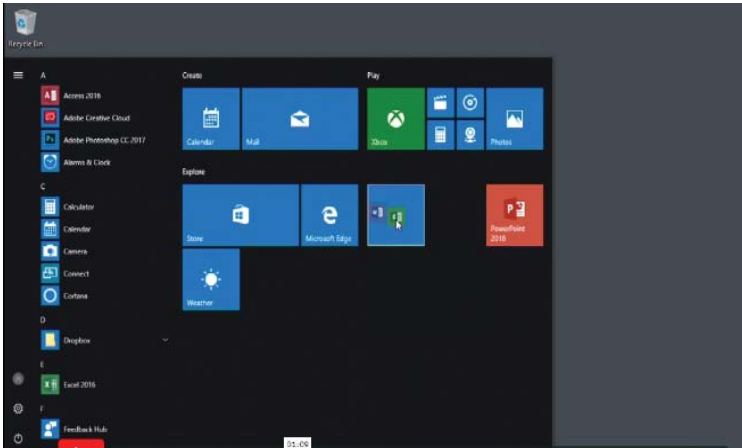 Recycle Bin
A
Access 2016
Adobe Creative Cloud
Adobe Photoshop CC 2017
Alarms & Clock
C
Calculator
Calendar
Camera
Connect
Cortana
D
Dropbox
E
Excel 2016
F
Feedback Hub
Create
Calendar
Mail
Play
Xbox
Photos
Explore
Store
Microsoft Edge
PowerPoint
2016
Weather
01:09